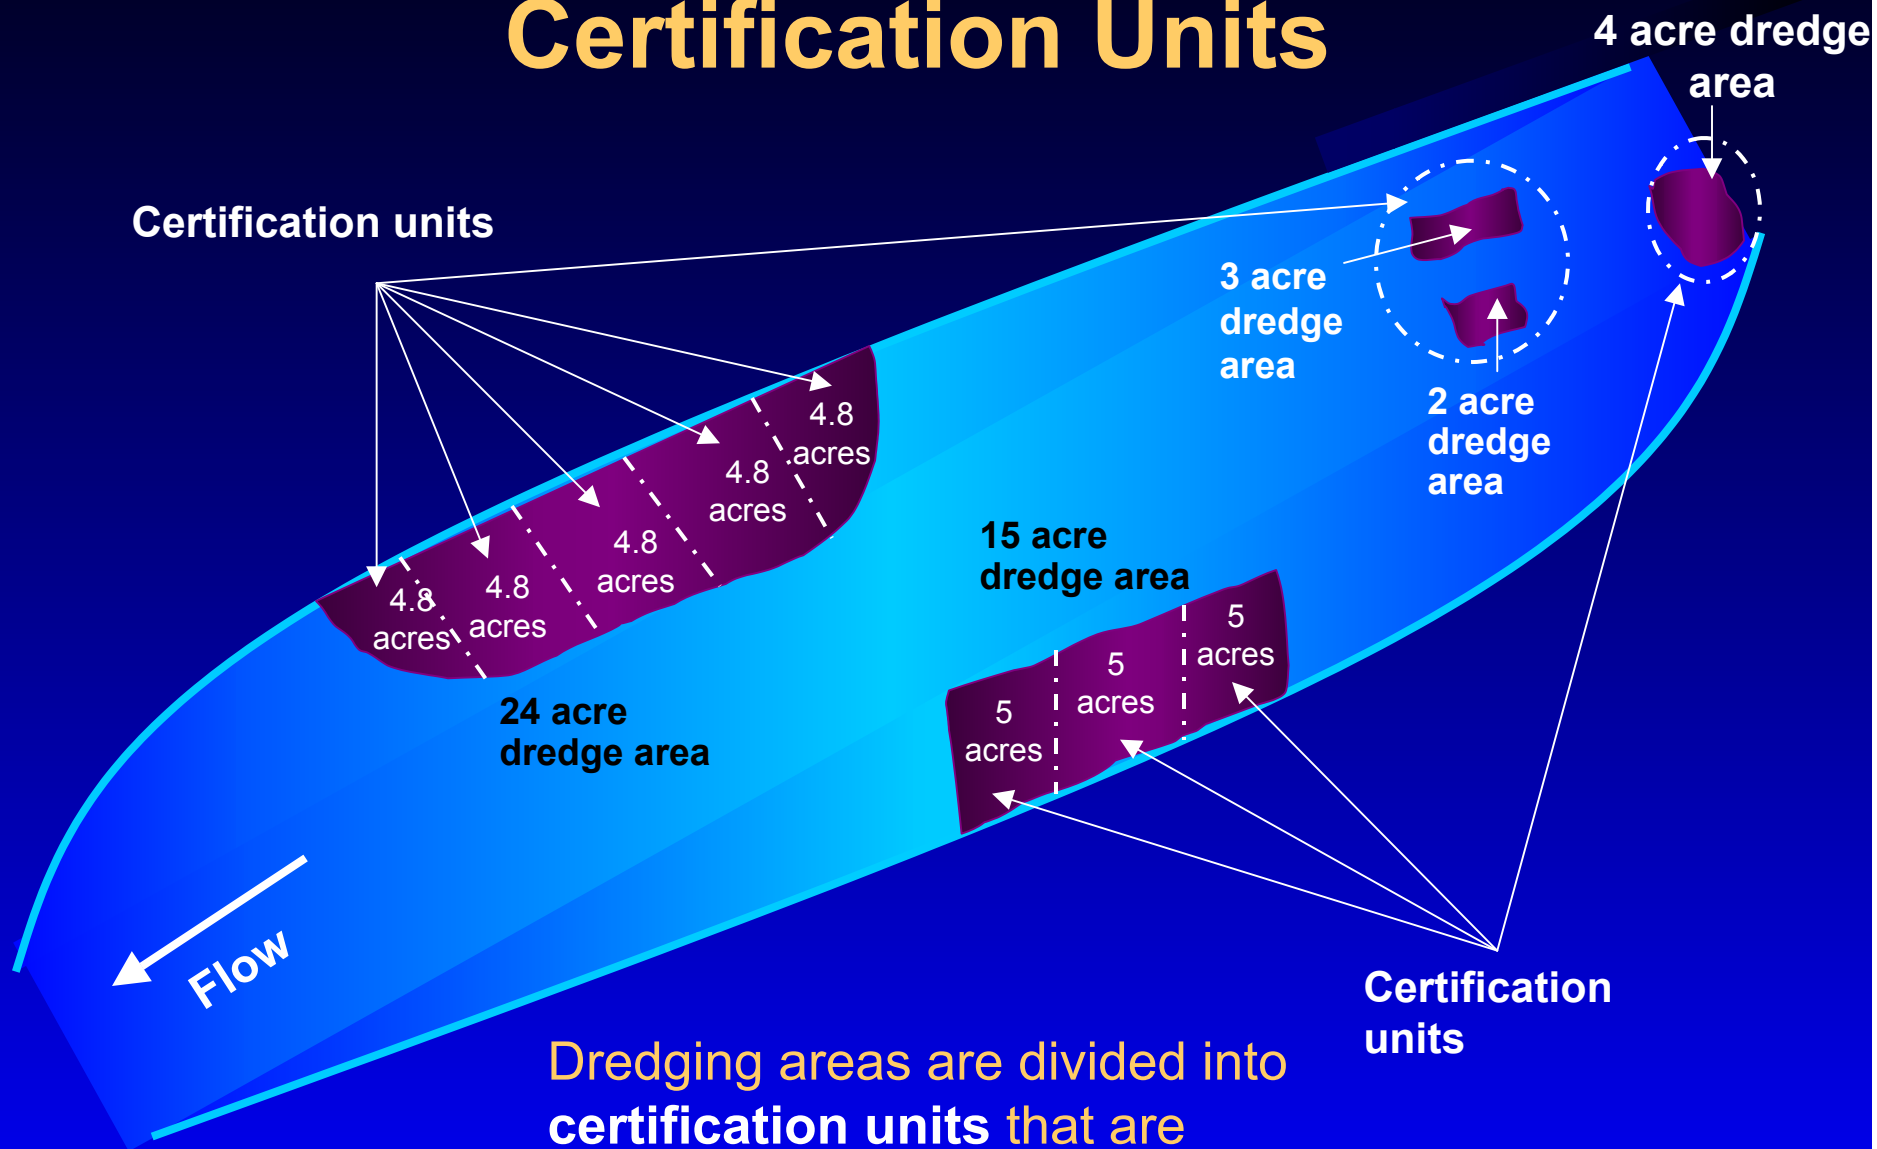 Certification Units
4 acre dredge
area
Certification units
3 acre
dredge
area
2 acre
dredge
area
4.8
acres
4.8
acres
4.8
acres
4.8
acres
4.8
acres
15 acre
dredge area
5
acres
5
acres
5
acres
24 acre
dredge area
Flow
Certification
units
Dredging areas are divided into
certification units that are